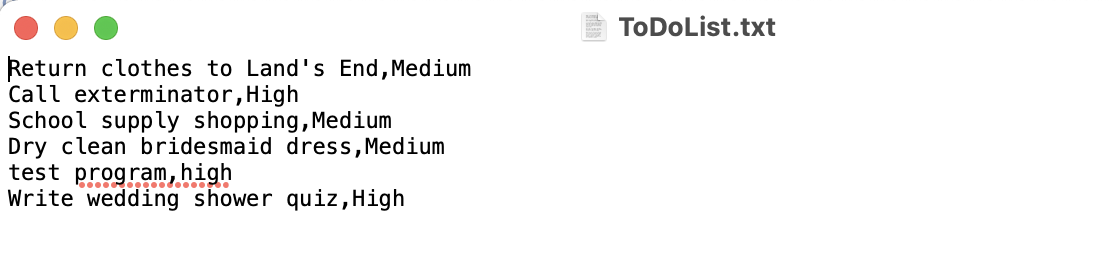 ToDoList.txt
Return clothes to Land's End,Medium
Call exterminator,High
School supply shopping,Medium
Dry clean bridesmaid dress,Medium
test program,high
Write wedding shower quiz,High